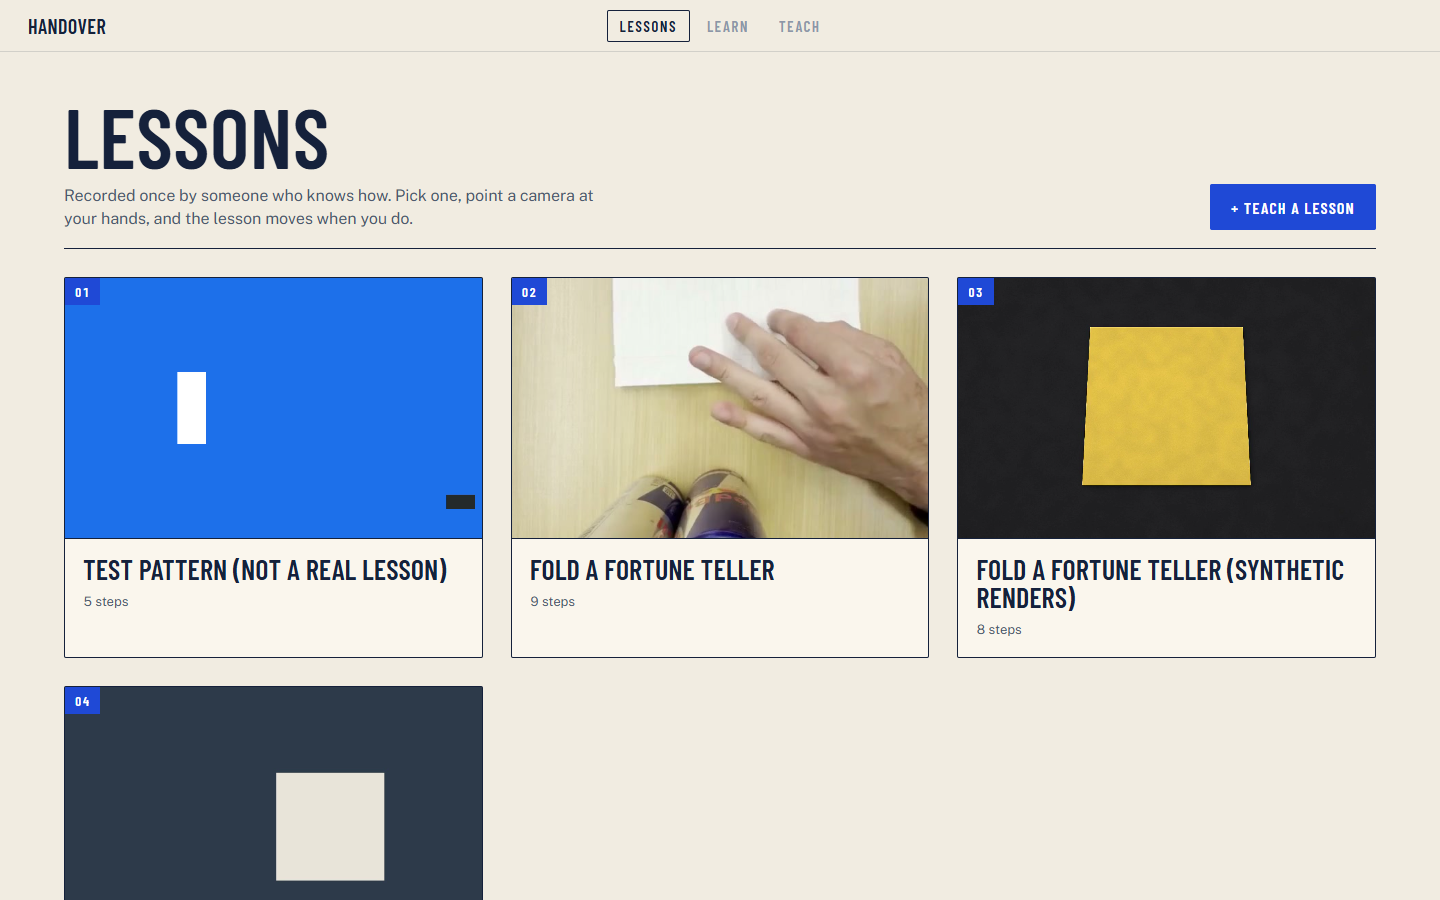 HANDOVER
LESSONS LEARN TEACH
LESSONS
Recorded once by someone who knows how. Pick one, point a camera at
your hands, and the lesson moves when you do.
+ TEACH A LESSON
01
TEST PATTERN (NOT A REAL LESSON)
5 steps
02
FOLD A FORTUNE TELLER
9 steps
03
FOLD A FORTUNE TELLER (SYNTHETIC
RENDERS)
8 steps
04